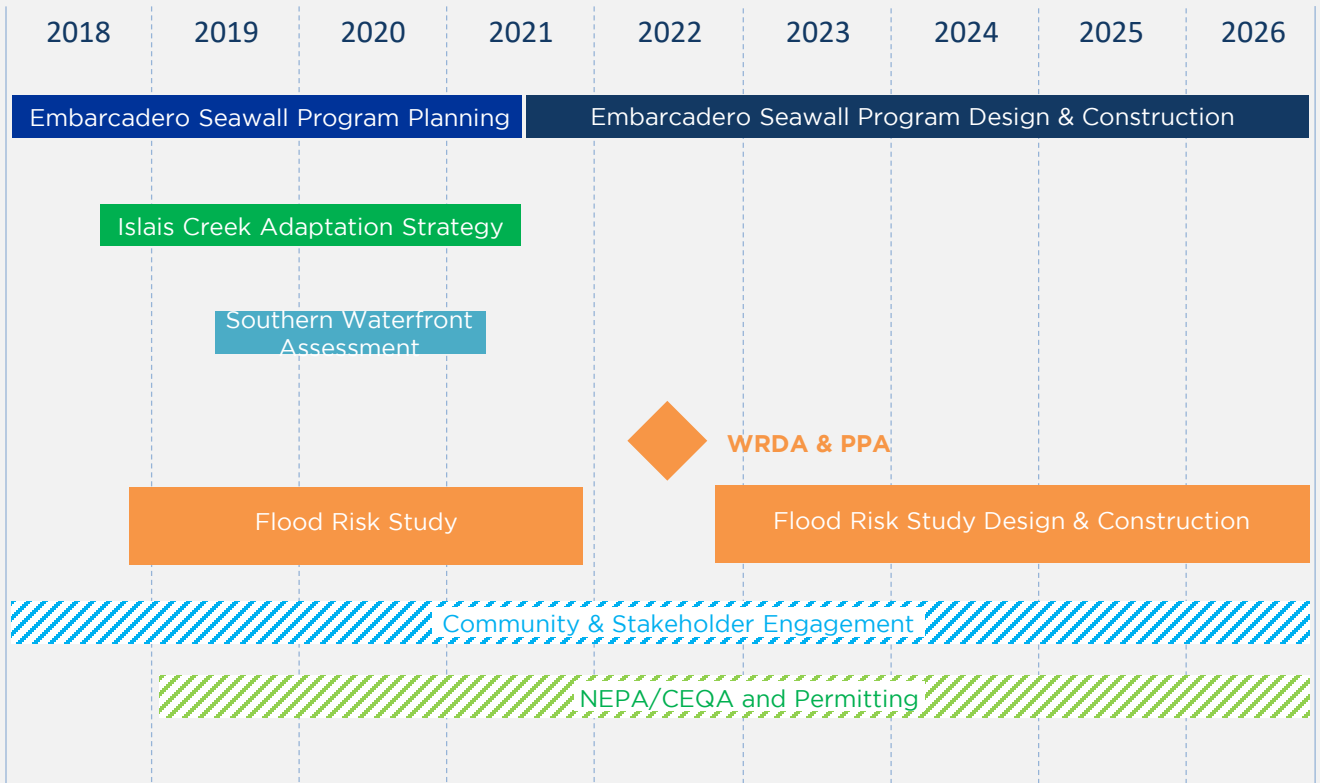 2018 2019 2020 2021 2022 2023 2024 2025 2026
Embarcadero Seawall Program Planning
Embarcadero Seawall Program Design & Construction
Islais Creek Adaptation Strategy
Southern Waterfront
Assessment
WRDA & PPA
Flood Risk Study
Flood Risk Study Design & Construction
Community & Stakeholder Engagement
NEPA/CEQA and Permitting